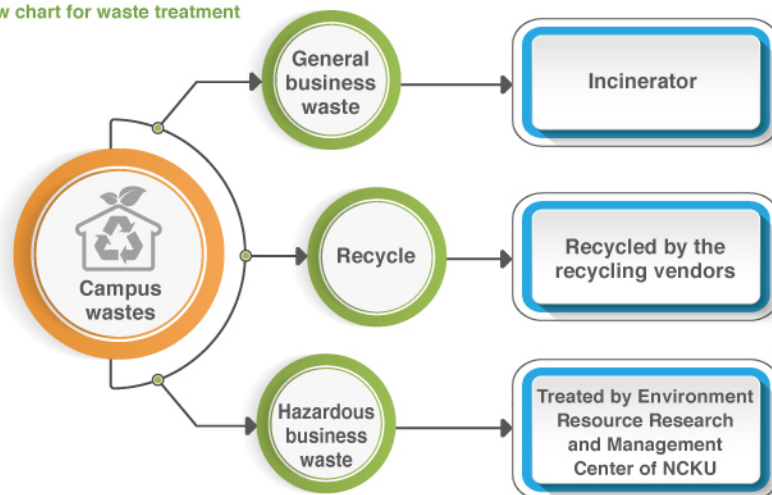 chart for waste treatment
General
business
waste
Incinerator
Campus
wastes
Recycle
Recycled by the
recycling vendors
Hazardous
business
waste
Treated by Environment
Resource Research
and Management
Center of NCKU